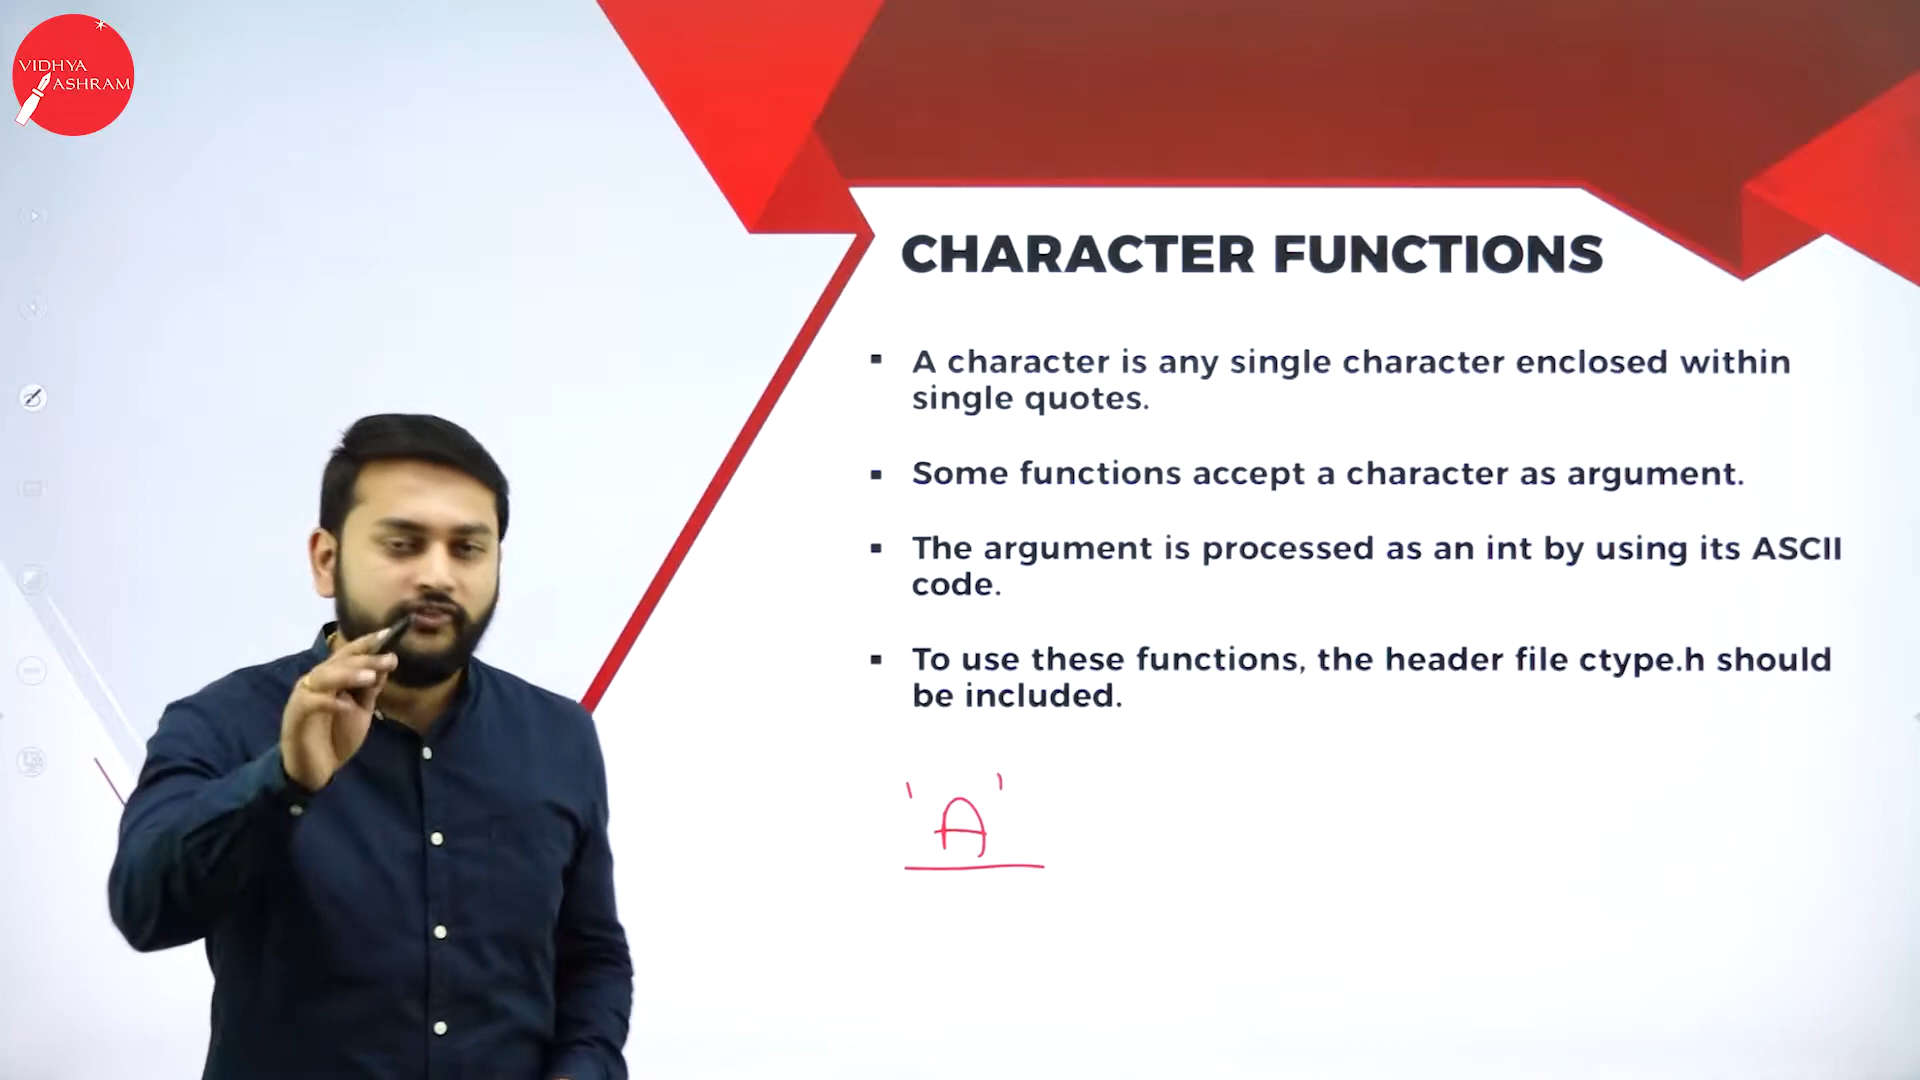 VIDHYA
ASHRAM
CHARACTER FUNCTIONS
▪ A character is any single character enclosed within
single quotes.
▪ Some functions accept a character as argument.
▪ The argument is processed as an int by using its ASCII
code.
▪ To use these functions, the header file ctype.h should
be included.
'A'